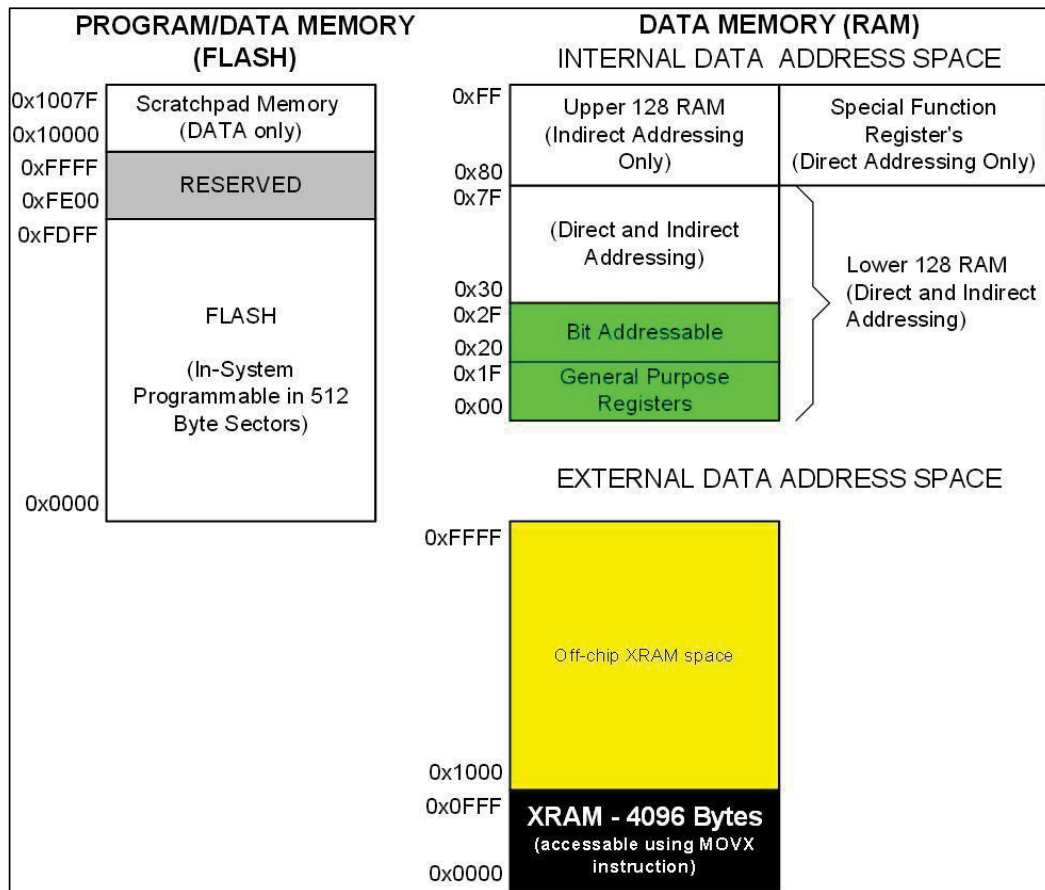 PROGRAM/DATA MEMORY
(FLASH)
0x1007F
Scratchpad Memory
(DATA only)
0x10000
0xFFFF
RESERVED
0xFE00
0xFDFF
FLASH
(In-System
Programmable in 512
Byte Sectors)
0x0000
DATA MEMORY (RAM)
INTERNAL DATA ADDRESS SPACE
0xFF
Upper 128 RAM
(Indirect Addressing
Only)
0x80
Special Function
Register's
(Direct Addressing Only)
0x7F
(Direct and Indirect
Addressing)
0x30
0x2F
Bit Addressable
0x20
0x1F
General Purpose
Registers
0x00
Lower 128 RAM
(Direct and Indirect
Addressing)
EXTERNAL DATA ADDRESS SPACE
0xFFFF
Off-chip XRAM space
0x1000
0x0FFF
XRAM - 4096 Bytes
(accessable using MOVX
instruction)
0x0000